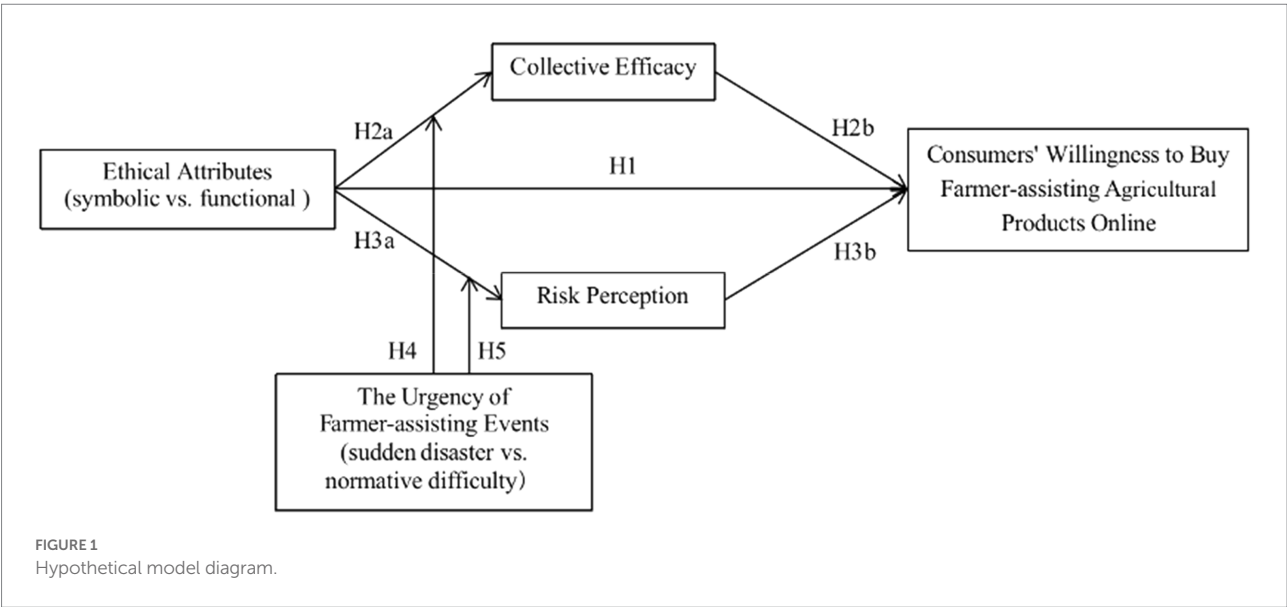 Collective Efficacy
H2a
H2b
Ethical Attributes
(symbolic vs. functional )
H1
Consumers' Willingness to Buy
Farmer-assisting Agricultural
Products Online
H3a
H3b
Risk Perception
H4
H5
The Urgency of
Farmer-assisting Events
(sudden disaster vs.
normative difficulty)
FIGURE 1
Hypothetical model diagram.